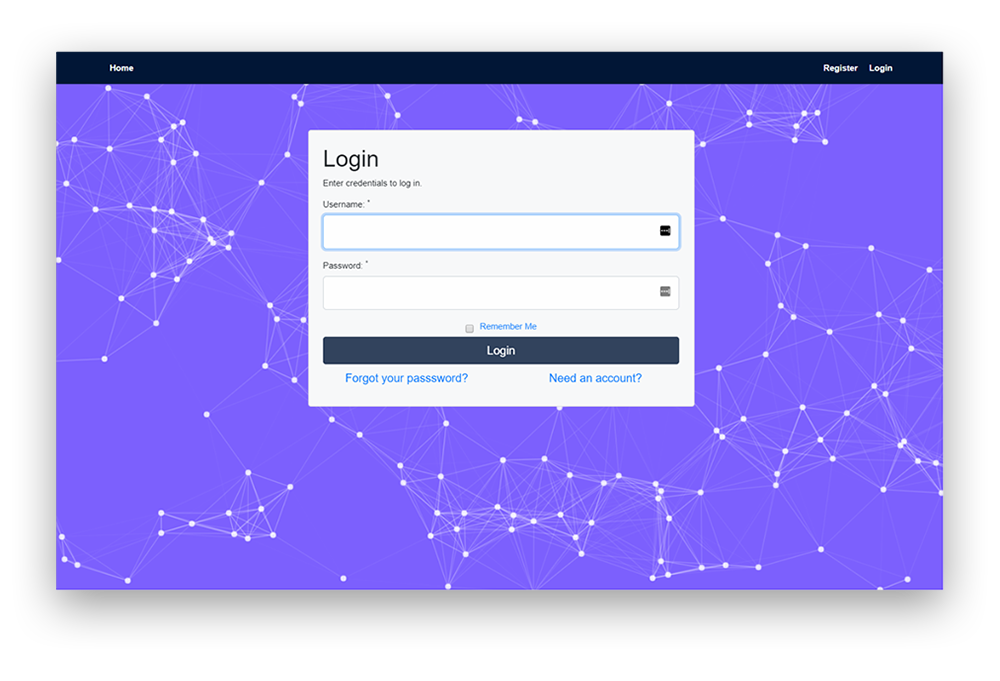 Home Register Login
Login
Enter credentials to log in.
Username: *
Password: *
Remember Me
Login
Forgot your passsword? Need an account?